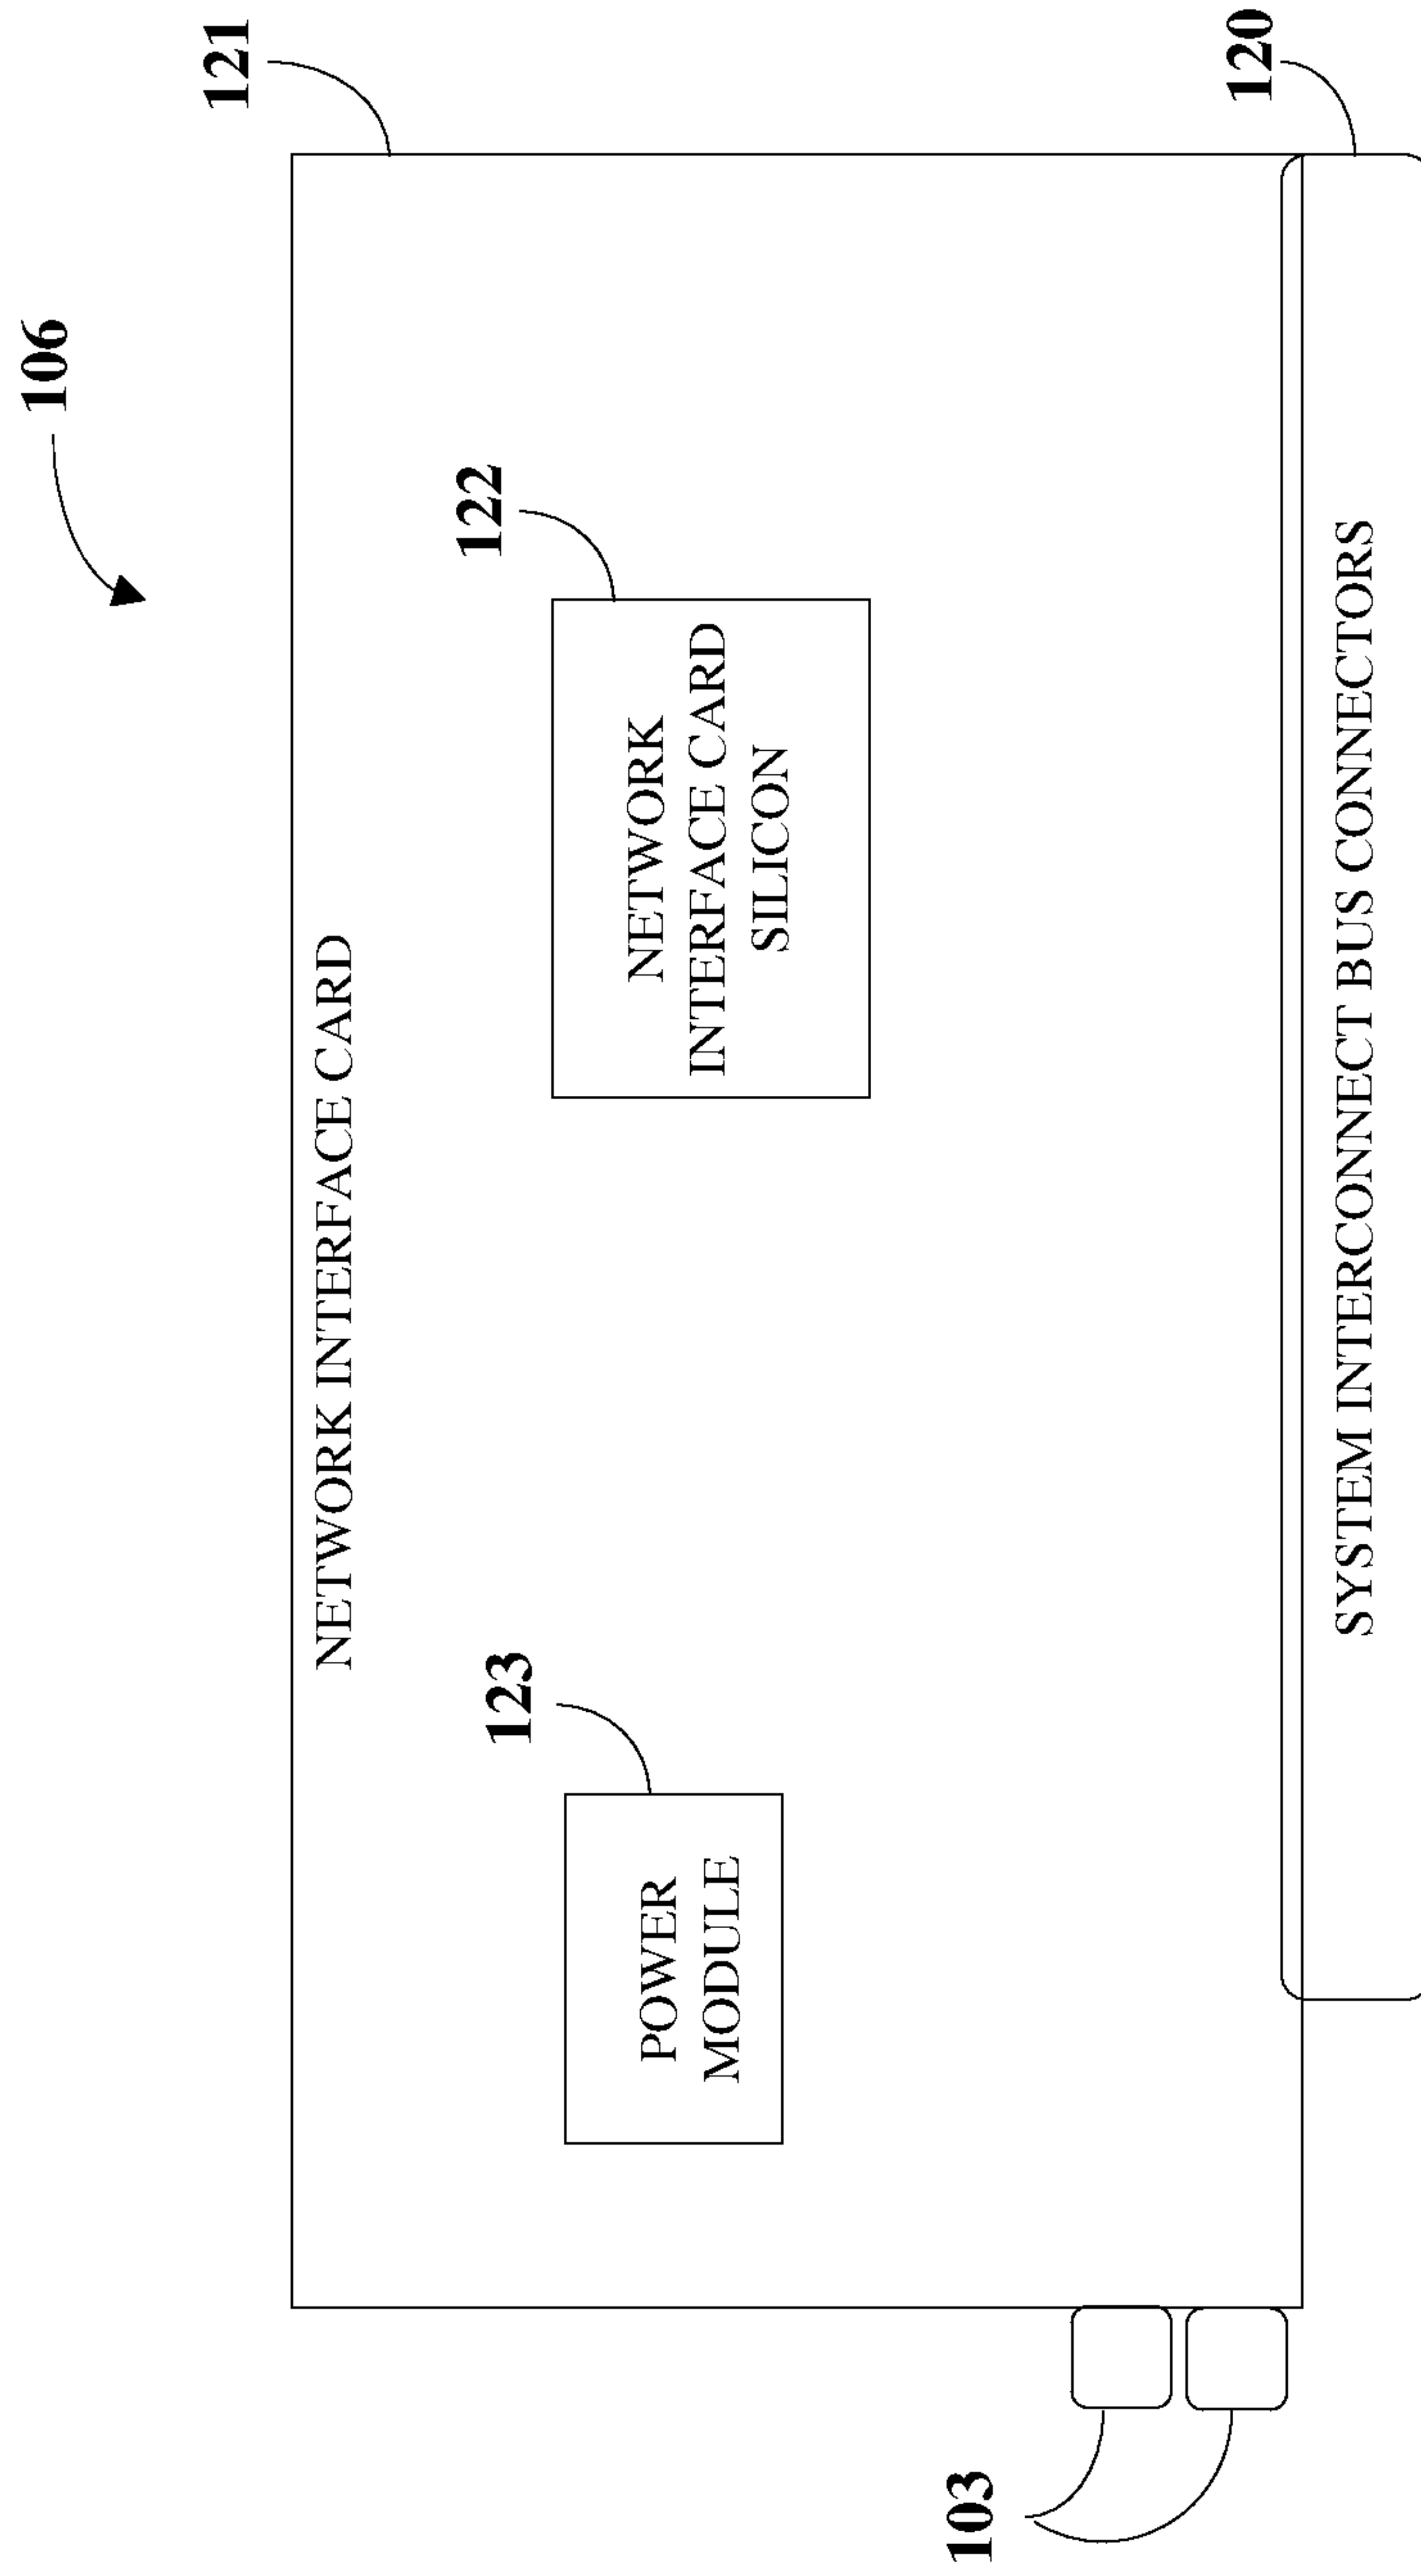 106
121
NETWORK INTERFACE CARD
122
NETWORK
INTERFACE CARD
SILICON
123
POWER
MODULE
120
SYSTEM INTERCONNECT BUS CONNECTORS
103